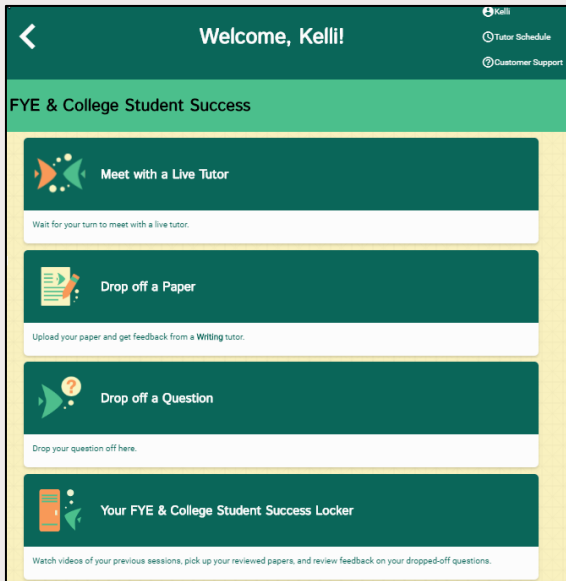 Welcome, Kelli!
Kelli
Tutor Schedule
Customer Support
FYE & College Student Success
Meet with a Live Tutor
Wait for your turn to meet with a live tutor.
Drop off a Paper
Upload your paper and get feedback from a Writing tutor.
?
Drop off a Question
Drop your question off here.
Your FYE & College Student Success Locker
Watch videos of your previous sessions, pick up your reviewed papers, and review feedback on your dropped-off questions.